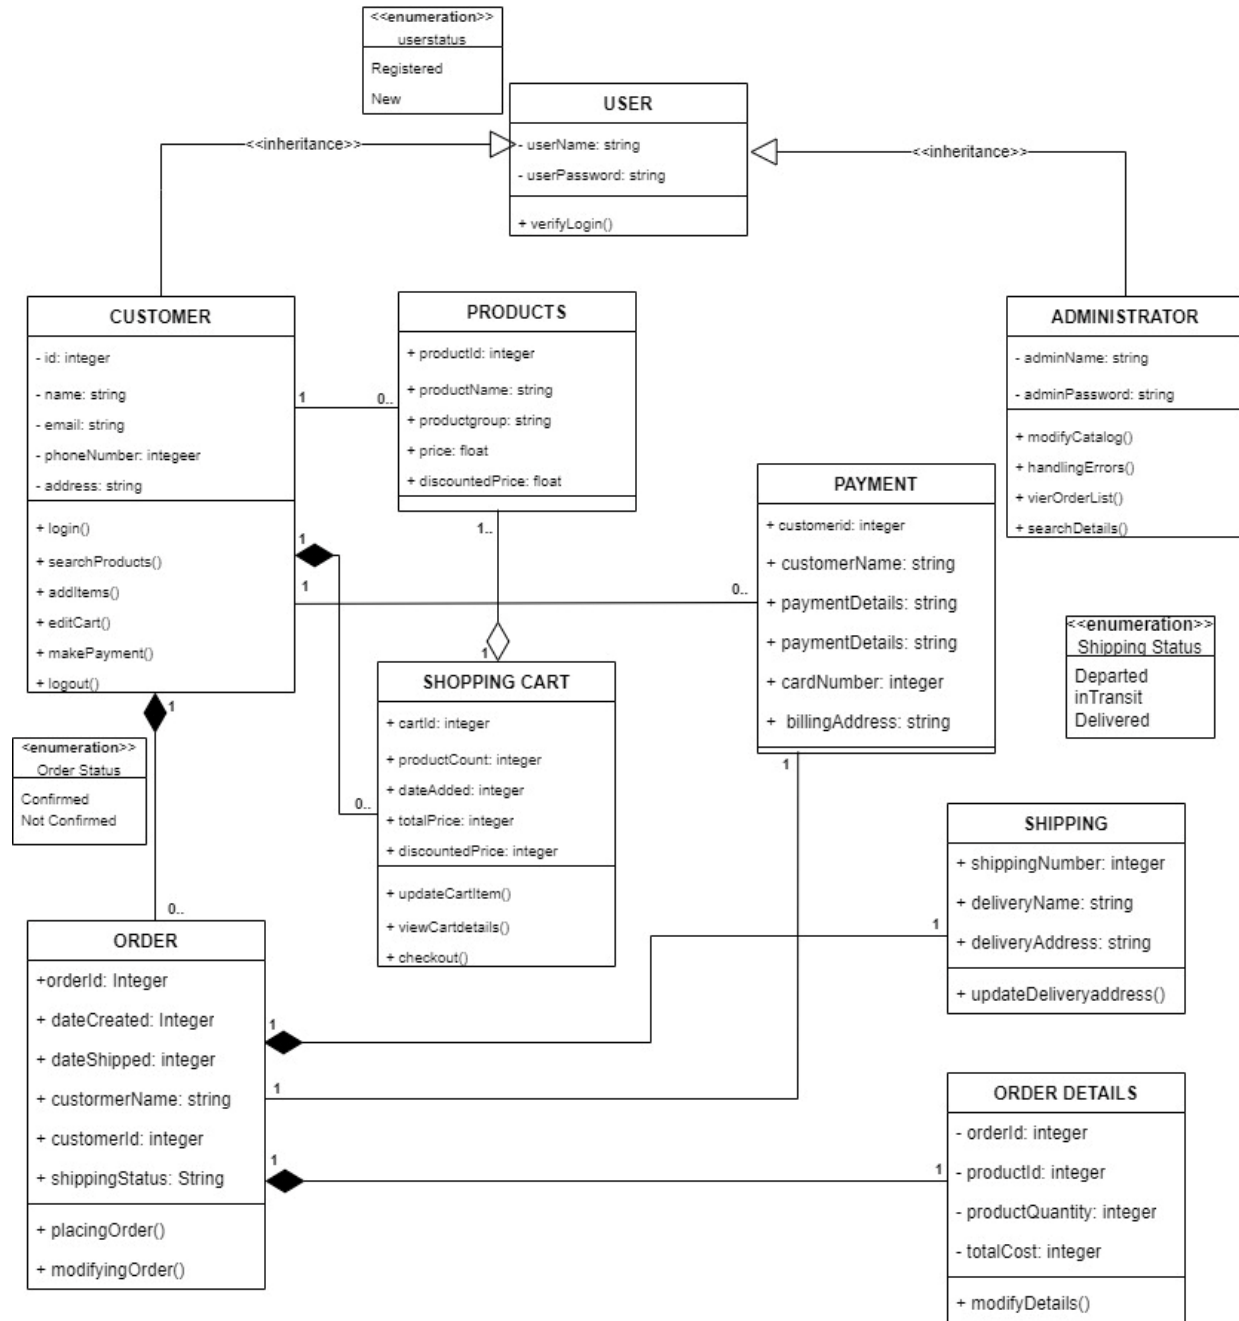 <<enumeration>>
userstatus
Registered
New
USER
- userName: string
- userPassword: string
+ verifyLogin()
<<inheritance>>
<<inheritance>>
CUSTOMER
- id: integer
- name: string
- email: string
- phoneNumber: integeer
- address: string
+ login()
+ searchProducts()
+ addItems()
+ editCart()
+ makePayment()
+ logout()
PRODUCTS
+ productId: integer
+ productName: string
+ productgroup: string
+ price: float
+ discountedPrice: float
ADMINISTRATOR
- adminName: string
- adminPassword: string
+ modifyCatalog()
+ handlingErrors()
+ vierOrderList()
+ searchDetails()
1
0..
1..
1
1
0..
1
0..
PAYMENT
+ customerid: integer
+ customerName: string
+ paymentDetails: string
+ paymentDetails: string
+ cardNumber: integer
+ billingAddress: string
<<enumeration>>
Shipping Status
Departed
inTransit
Delivered
SHOPPING CART
+ cartId: integer
+ productCount: integer
+ dateAdded: integer
+ totalPrice: integer
+ discountedPrice: integer
+ updateCartItem()
+ viewCartdetails()
+ checkout()
1
0..
<enumeration>>
Order Status
Confirmed
Not Confirmed
1
SHIPPING
+ shippingNumber: integer
+ deliveryName: string
+ deliveryAddress: string
+ updateDeliveryaddress()
ORDER
+orderId: Integer
+ dateCreated: Integer
+ dateShipped: integer
+ custormerName: string
+ customerId: integer
+ shippingStatus: String
+ placingOrder()
+ modifyingOrder()
1
1
1
1
1
ORDER DETAILS
- orderId: integer
- productId: integer
- productQuantity: integer
- totalCost: integer
+ modifyDetails()